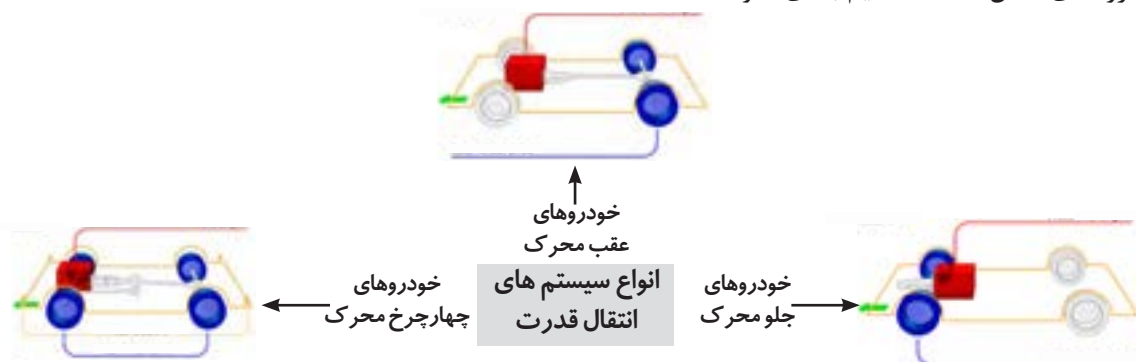 خودروهای
عقب محرک
انواع سیستم های
انتقال قدرت
خودروهای
جلو محرک
خودروهای
چهارچرخ محرک